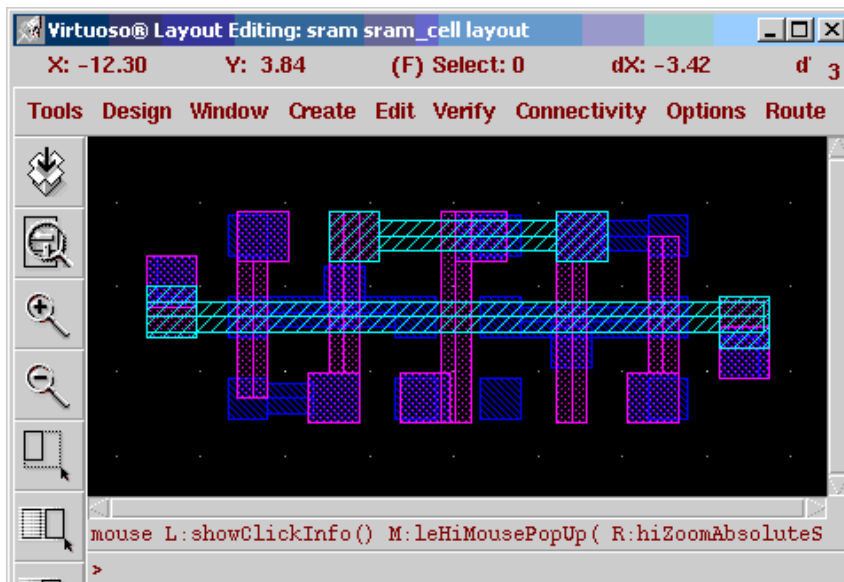 Virtuoso® Layout Editing: sram sram_cell layout
X: -12.30 Y: 3.84 (F) Select: 0 dX: -3.42 d' 3
Tools Design Window Create Edit Verify Connectivity Options Route
mouse L:showClickInfo() M:leHiMousePopUp( R:hiZoomAbsoluteS
>